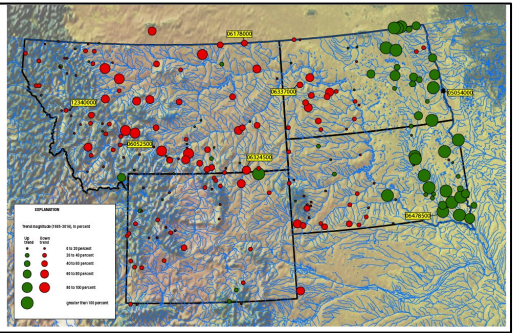 06178000
05054000
06337000
12340000
06052500
06324500
06478500
EXPLANATION
Trend magnitude (1960-2016), in percent
Up trend
Down trend
0 to 20 percent
20 to 40 percent
40 to 60 percent
60 to 80 percent
80 to 100 percent
greater than 100 percent